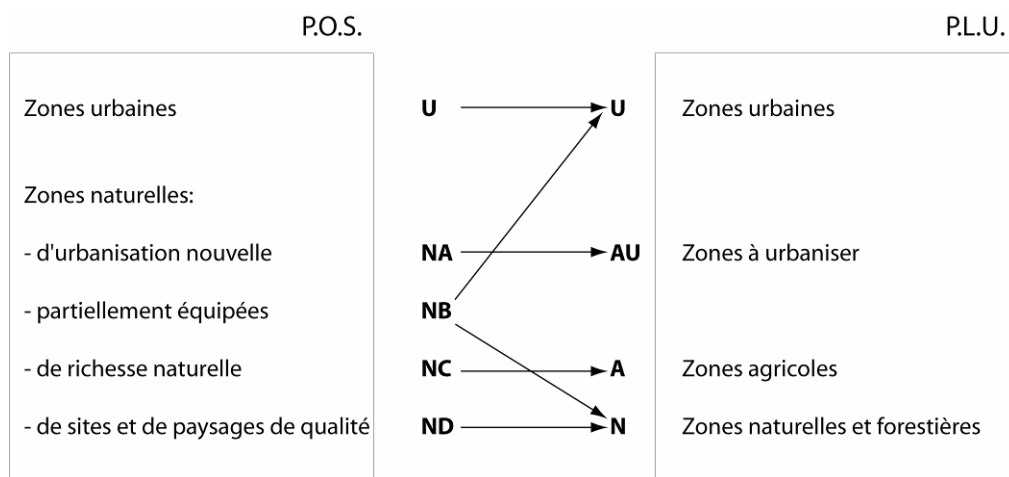 P.O.S. P.L.U.
Zones urbaines U U Zones urbaines
Zones naturelles:
- d'urbanisation nouvelle NA AU Zones à urbaniser
- partiellement équipées NB
- de richesse naturelle NC A Zones agricoles
- de sites et de paysages de qualité ND N Zones naturelles et forestières